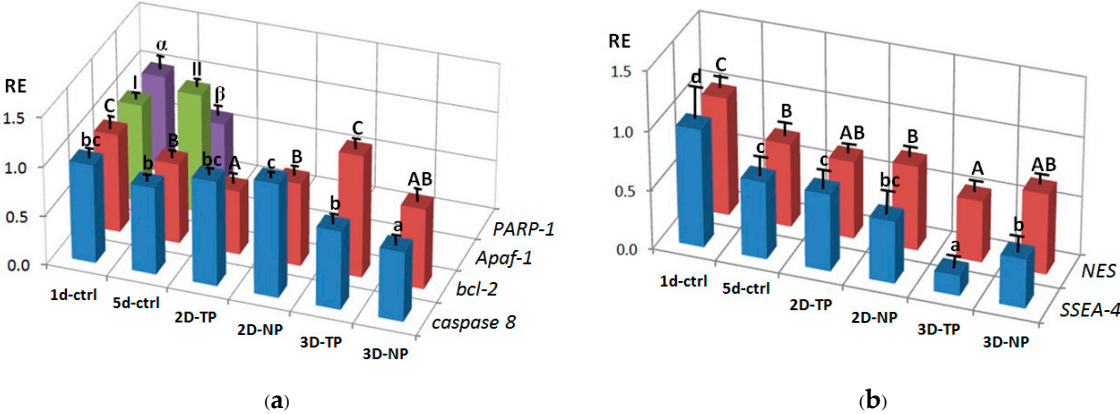 RE
1.5
1.0
0.5
0.0
bc
C
I
α
b
B
II
β
bc
A
c
B
b
C
a
AB
1d-ctrl
5d-ctrl
2D-TP
2D-NP
3D-TP
3D-NP
PARP-1
Apaf-1
bcl-2
caspase 8
(a)
RE
1.5
1.0
0.5
0.0
d
C
c
B
c
AB
bc
B
a
A
b
AB
1d-ctrl
5d-ctrl
2D-TP
2D-NP
3D-TP
3D-NP
NES
SSEA-4
(b)